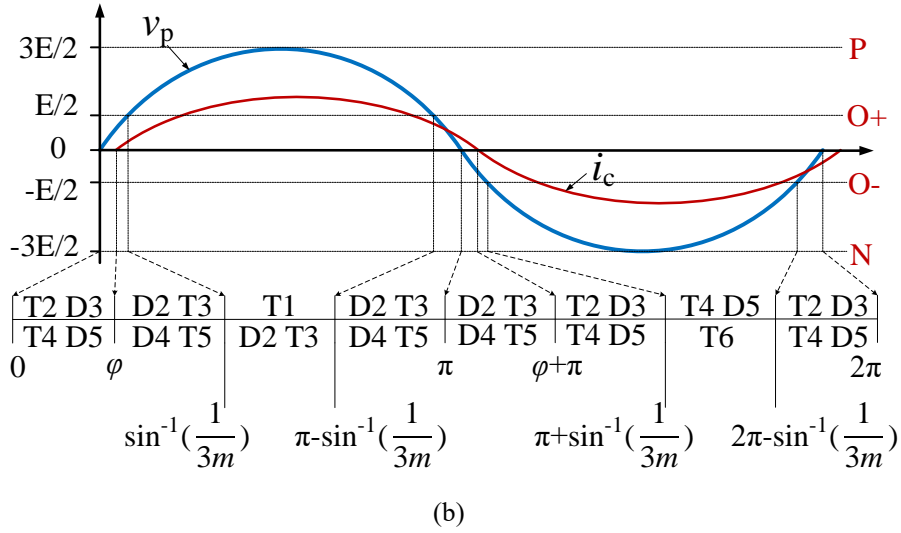 3E/2 v_p P
E/2 O+
0
-E/2 i_c O-
-3E/2 N
T2 D3 D2 T3 T1 D2 T3 D2 T3 T2 D3 T4 D5 T2 D3
T4 D5 D4 T5 D2 T3 D4 T5 D4 T5 T4 D5 T6 T4 D5
0 φ π φ+π 2π
sin⁻¹(1/3m) π-sin⁻¹(1/3m) π+sin⁻¹(1/3m) 2π-sin⁻¹(1/3m)
(b)